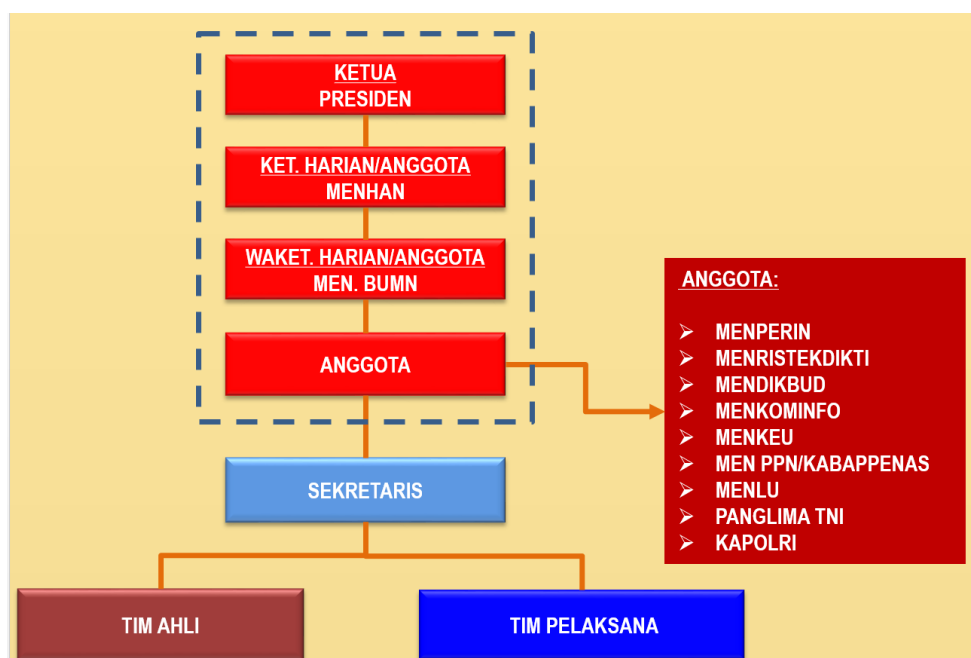 KETUA
PRESIDEN
KET. HARIAN/ANGGOTA
MENHAN
WAKET. HARIAN/ANGGOTA
MEN. BUMN
ANGGOTA
ANGGOTA:
MENPERIN
MENRISTEKDIKTI
MENDIKBUD
MENKOMINFO
MENKEU
MEN PPN/KABAPPENAS
MENLU
PANGLIMA TNI
KAPOLRI
SEKRETARIS
TIM AHLI
TIM PELAKSANA